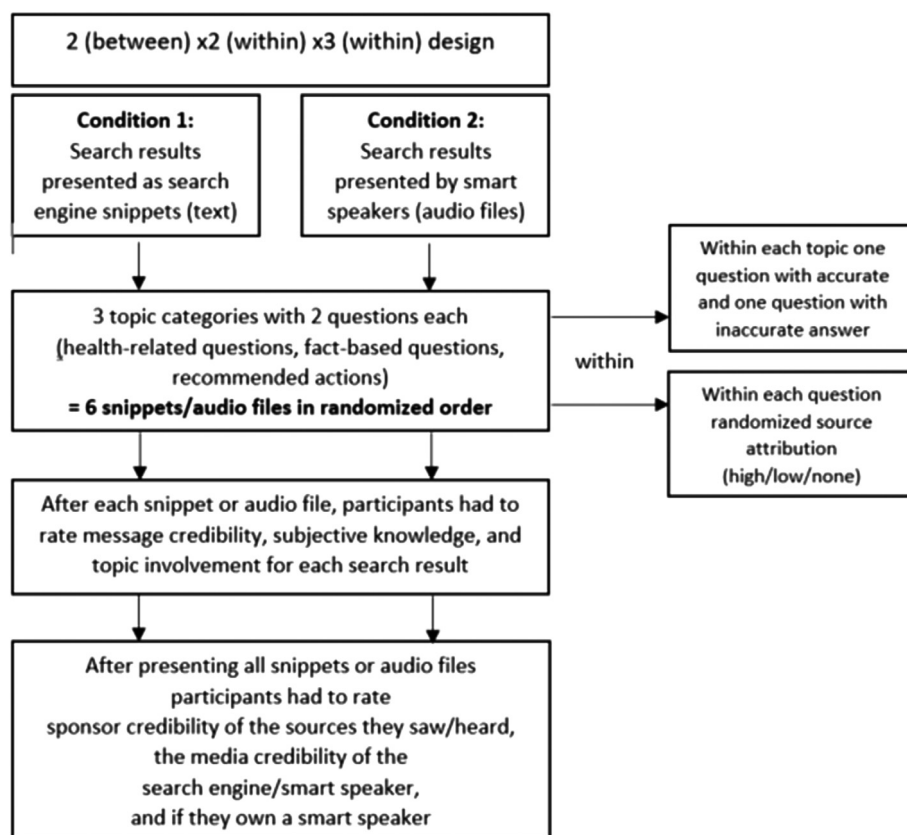 2 (between) x2 (within) x3 (within) design
Condition 1:
Search results
presented as search
engine snippets (text)
Condition 2:
Search results
presented by smart
speakers (audio files)
3 topic categories with 2 questions each
(health-related questions, fact-based questions,
recommended actions)
= 6 snippets/audio files in randomized order
within
Within each topic one
question with accurate
and one question with
inaccurate answer
Within each question
randomized source
attribution
(high/low/none)
After each snippet or audio file, participants had to
rate message credibility, subjective knowledge, and
topic involvement for each search result
After presenting all snippets or audio files
participants had to rate
sponsor credibility of the sources they saw/heard,
the media credibility of the
search engine/smart speaker,
and if they own a smart speaker